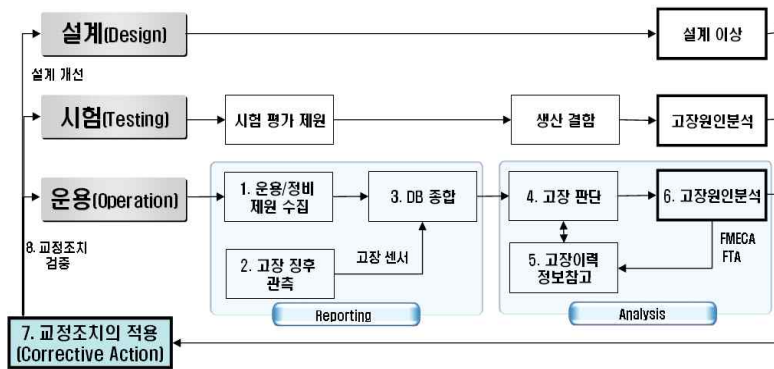 설계(Design)
설계 이상
설계 개선
시험(Testing)
시험 평가 제원
생산 결함
고장원인분석
운용(Operation)
1. 운용/정비
제원 수집
3. DB 종합
4. 고장 판단
6. 고장원인분석
8. 교정조치
검증
2. 고장 징후
관측
고장 센서
5. 고장이력
정보참고
FMECA
FTA
Reporting
Analysis
7. 교정조치의 적용
(Corrective Action)